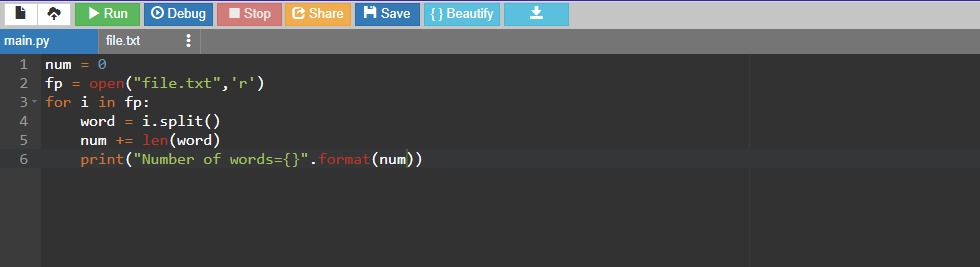 Run Debug Stop Share Save { } Beautify
main.py file.txt
1 num = 0
2 fp = open("file.txt",'r')
3 for i in fp:
4     word = i.split()
5     num += len(word)
6     print("Number of words={}".format(num))